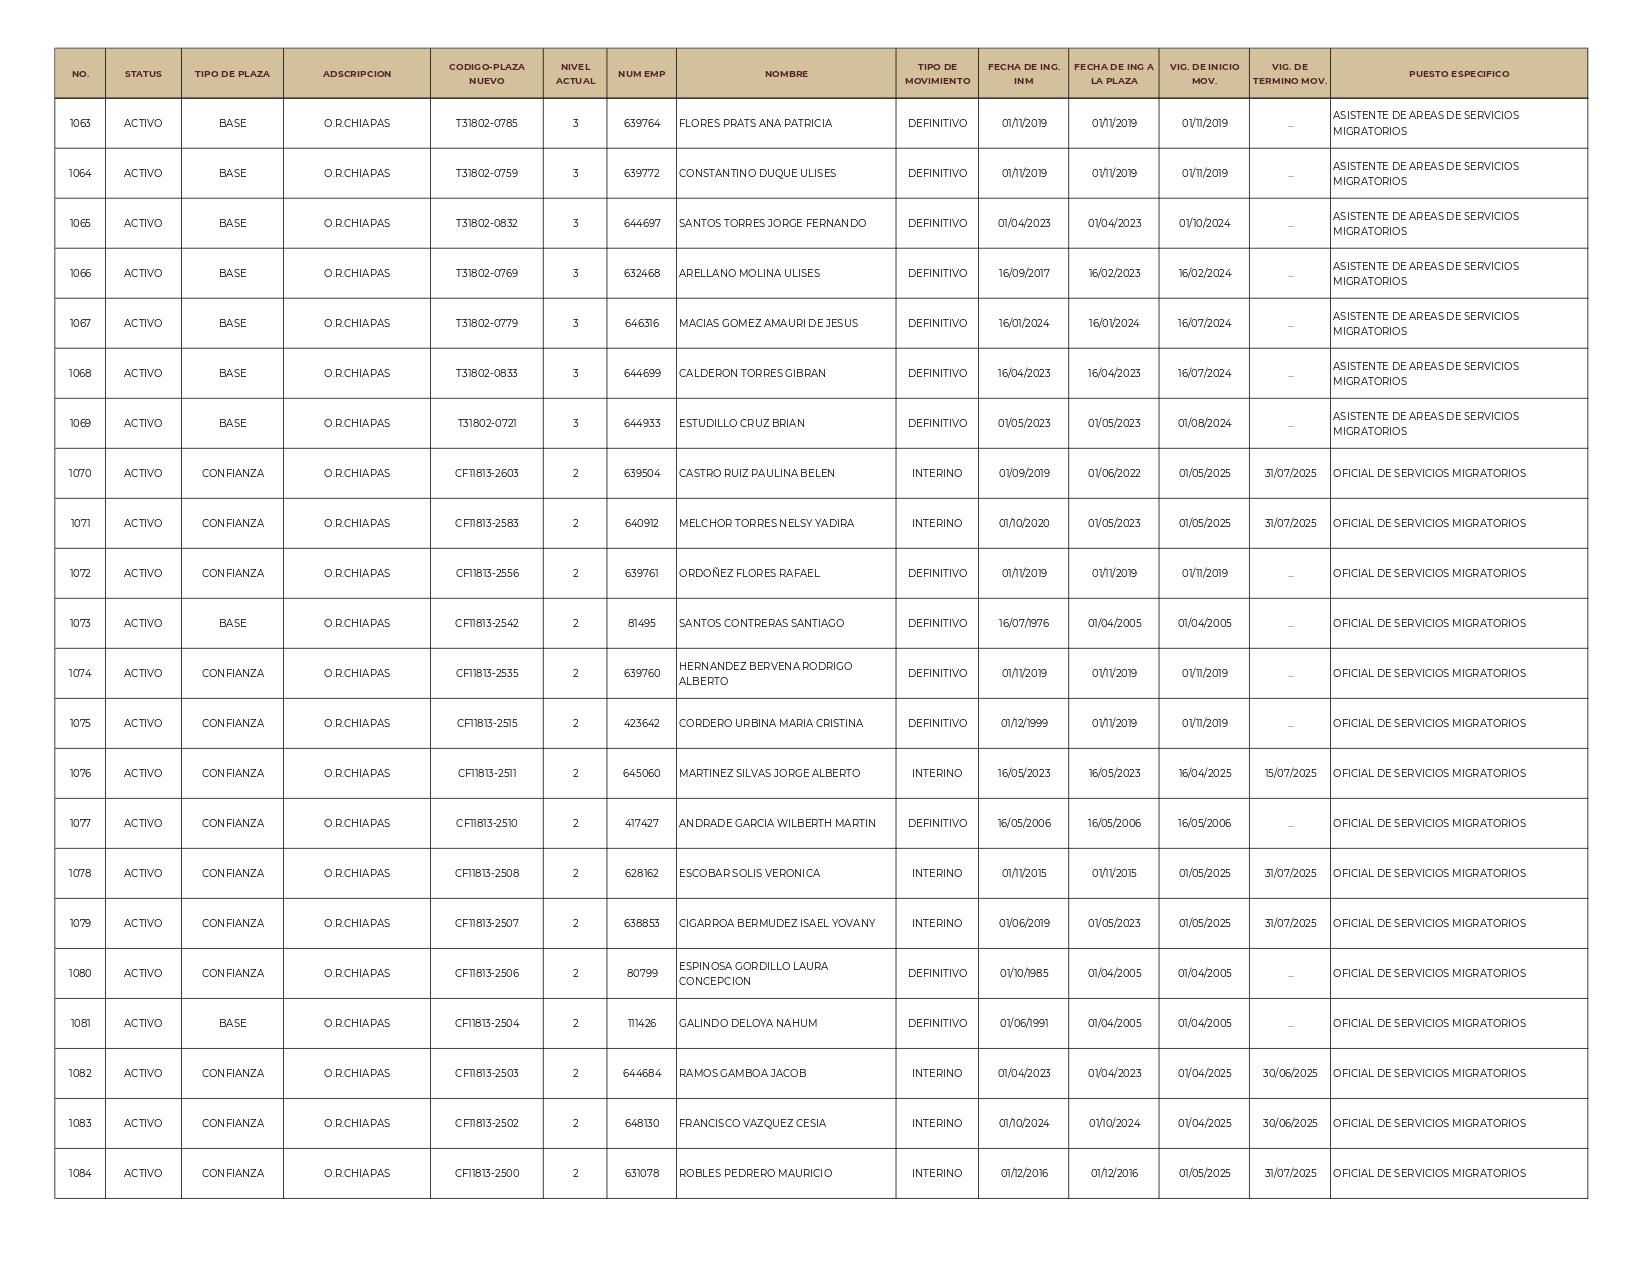 NO. STATUS TIPO DE PLAZA ADSCRIPCION CODIGO-PLAZA NUEVO NIVEL ACTUAL NUM EMP NOMBRE TIPO DE MOVIMIENTO FECHA DE ING. INM FECHA DE ING A LA PLAZA VIG. DE INICIO MOV. VIG. DE TERMINO MOV. PUESTO ESPECIFICO
1063 ACTIVO BASE O.R.CHIAPAS T31802-0785 3 639764 FLORES PRATS ANA PATRICIA DEFINITIVO 01/11/2019 01/11/2019 01/11/2019 ... ASISTENTE DE AREAS DE SERVICIOS MIGRATORIOS
1064 ACTIVO BASE O.R.CHIAPAS T31802-0759 3 639772 CONSTANTINO DUQUE ULISES DEFINITIVO 01/11/2019 01/11/2019 01/11/2019 ... ASISTENTE DE AREAS DE SERVICIOS MIGRATORIOS
1065 ACTIVO BASE O.R.CHIAPAS T31802-0832 3 644697 SANTOS TORRES JORGE FERNANDO DEFINITIVO 01/04/2023 01/04/2023 01/10/2024 ... ASISTENTE DE AREAS DE SERVICIOS MIGRATORIOS
1066 ACTIVO BASE O.R.CHIAPAS T31802-0769 3 632468 ARELLANO MOLINA ULISES DEFINITIVO 16/09/2017 16/02/2023 16/02/2024 ... ASISTENTE DE AREAS DE SERVICIOS MIGRATORIOS
1067 ACTIVO BASE O.R.CHIAPAS T31802-0779 3 646316 MACIAS GOMEZ AMAURI DE JESUS DEFINITIVO 16/01/2024 16/01/2024 16/07/2024 ... ASISTENTE DE AREAS DE SERVICIOS MIGRATORIOS
1068 ACTIVO BASE O.R.CHIAPAS T31802-0833 3 644699 CALDERON TORRES GIBRAN DEFINITIVO 16/04/2023 16/04/2023 16/07/2024 ... ASISTENTE DE AREAS DE SERVICIOS MIGRATORIOS
1069 ACTIVO BASE O.R.CHIAPAS T31802-0721 3 644933 ESTUDILLO CRUZ BRIAN DEFINITIVO 01/05/2023 01/05/2023 01/08/2024 ... ASISTENTE DE AREAS DE SERVICIOS MIGRATORIOS
1070 ACTIVO CONFIANZA O.R.CHIAPAS CF11813-2603 2 639504 CASTRO RUIZ PAULINA BELEN INTERINO 01/09/2019 01/06/2022 01/05/2025 31/07/2025 OFICIAL DE SERVICIOS MIGRATORIOS
1071 ACTIVO CONFIANZA O.R.CHIAPAS CF11813-2583 2 640912 MELCHOR TORRES NELSY YADIRA INTERINO 01/10/2020 01/05/2023 01/05/2025 31/07/2025 OFICIAL DE SERVICIOS MIGRATORIOS
1072 ACTIVO CONFIANZA O.R.CHIAPAS CF11813-2556 2 639761 ORDOÑEZ FLORES RAFAEL DEFINITIVO 01/11/2019 01/11/2019 01/11/2019 ... OFICIAL DE SERVICIOS MIGRATORIOS
1073 ACTIVO BASE O.R.CHIAPAS CF11813-2542 2 81495 SANTOS CONTRERAS SANTIAGO DEFINITIVO 16/07/1976 01/04/2005 01/04/2005 ... OFICIAL DE SERVICIOS MIGRATORIOS
1074 ACTIVO CONFIANZA O.R.CHIAPAS CF11813-2535 2 639760 HERNANDEZ BERVENA RODRIGO ALBERTO DEFINITIVO 01/11/2019 01/11/2019 01/11/2019 ... OFICIAL DE SERVICIOS MIGRATORIOS
1075 ACTIVO CONFIANZA O.R.CHIAPAS CF11813-2515 2 423642 CORDERO URBINA MARIA CRISTINA DEFINITIVO 01/12/1999 01/11/2019 01/11/2019 ... OFICIAL DE SERVICIOS MIGRATORIOS
1076 ACTIVO CONFIANZA O.R.CHIAPAS CF11813-2511 2 645060 MARTINEZ SILVAS JORGE ALBERTO INTERINO 16/05/2023 16/05/2023 16/04/2025 15/07/2025 OFICIAL DE SERVICIOS MIGRATORIOS
1077 ACTIVO CONFIANZA O.R.CHIAPAS CF11813-2510 2 417427 ANDRADE GARCIA WILBERTH MARTIN DEFINITIVO 16/05/2006 16/05/2006 16/05/2006 ... OFICIAL DE SERVICIOS MIGRATORIOS
1078 ACTIVO CONFIANZA O.R.CHIAPAS CF11813-2508 2 628162 ESCOBAR SOLIS VERONICA INTERINO 01/11/2015 01/11/2015 01/05/2025 31/07/2025 OFICIAL DE SERVICIOS MIGRATORIOS
1079 ACTIVO CONFIANZA O.R.CHIAPAS CF11813-2507 2 638853 CIGARROA BERMUDEZ ISAEL YOVANY INTERINO 01/06/2019 01/05/2023 01/05/2025 31/07/2025 OFICIAL DE SERVICIOS MIGRATORIOS
1080 ACTIVO CONFIANZA O.R.CHIAPAS CF11813-2506 2 80799 ESPINOSA GORDILLO LAURA CONCEPCION DEFINITIVO 01/10/1985 01/04/2005 01/04/2005 ... OFICIAL DE SERVICIOS MIGRATORIOS
1081 ACTIVO BASE O.R.CHIAPAS CF11813-2504 2 111426 GALINDO DELOYA NAHUM DEFINITIVO 01/06/1991 01/04/2005 01/04/2005 ... OFICIAL DE SERVICIOS MIGRATORIOS
1082 ACTIVO CONFIANZA O.R.CHIAPAS CF11813-2503 2 644684 RAMOS GAMBOA JACOB INTERINO 01/04/2023 01/04/2023 01/04/2025 30/06/2025 OFICIAL DE SERVICIOS MIGRATORIOS
1083 ACTIVO CONFIANZA O.R.CHIAPAS CF11813-2502 2 648130 FRANCISCO VAZQUEZ CESIA INTERINO 01/10/2024 01/10/2024 01/04/2025 30/06/2025 OFICIAL DE SERVICIOS MIGRATORIOS
1084 ACTIVO CONFIANZA O.R.CHIAPAS CF11813-2500 2 631078 ROBLES PEDRERO MAURICIO INTERINO 01/12/2016 01/12/2016 01/05/2025 31/07/2025 OFICIAL DE SERVICIOS MIGRATORIOS